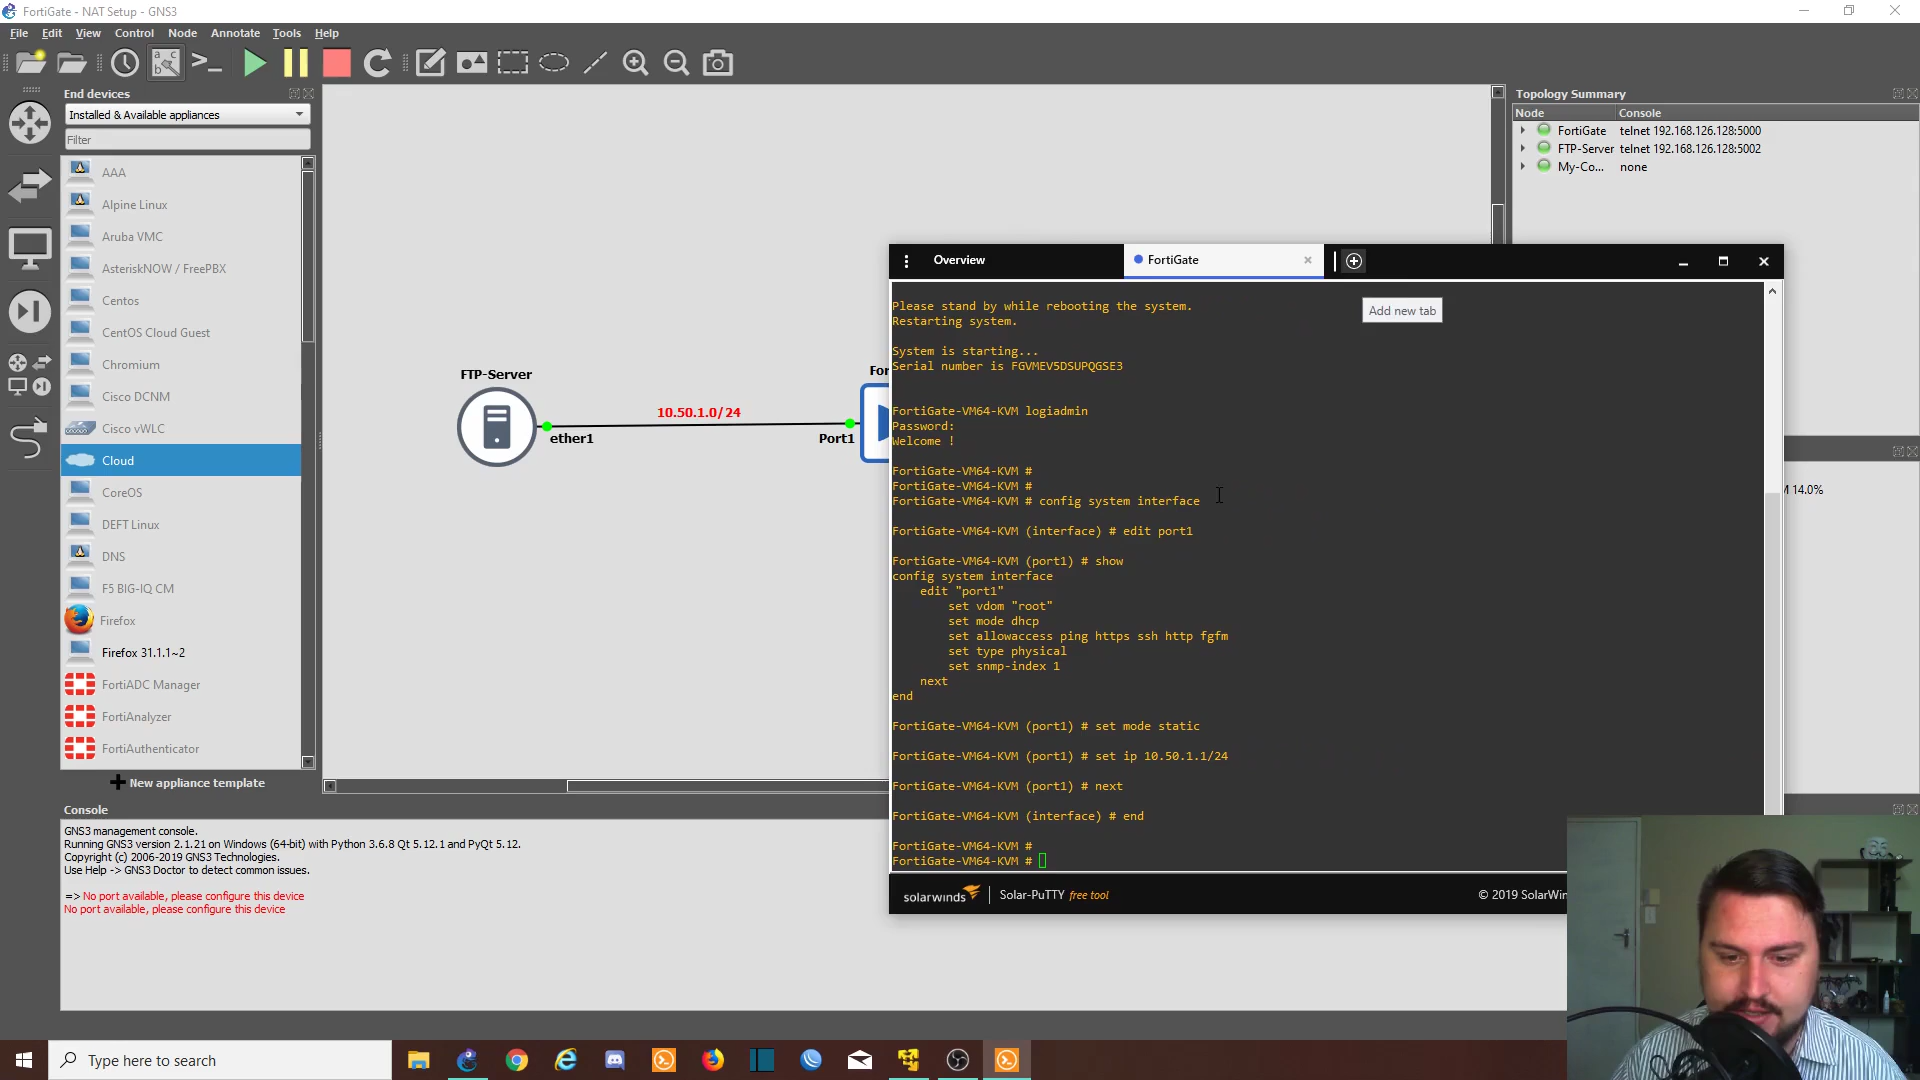 FortiGate - NAT Setup - GNS3
File Edit View Control Node Annotate Tools Help
End devices
Installed & Available appliances
Filter
AAA
Alpine Linux
Aruba VMC
AsteriskNOW / FreePBX
Centos
CentOS Cloud Guest
Chromium
Cisco DCNM
Cisco vWLC
Cloud
CoreOS
DEFT Linux
DNS
F5 BIG-IQ CM
Firefox
Firefox 31.1.1~2
FortiADC Manager
FortiAnalyzer
FortiAuthenticator
New appliance template
FTP-Server
10.50.1.0/24
ether1
Port1
For
Topology Summary
Node Console
FortiGate telnet 192.168.126.128:5000
FTP-Server telnet 192.168.126.128:5002
My-Co... none
M 14.0%
Overview
FortiGate
Add new tab
Please stand by while rebooting the system.
Restarting system.
System is starting...
Serial number is FGVMEV5DSUPQGSE3
FortiGate-VM64-KVM logiadmin
Password:
Welcome !
FortiGate-VM64-KVM #
FortiGate-VM64-KVM #
FortiGate-VM64-KVM # config system interface
FortiGate-VM64-KVM (interface) # edit port1
FortiGate-VM64-KVM (port1) # show
config system interface
edit "port1"
set vdom "root"
set mode dhcp
set allowaccess ping https ssh http fgfm
set type physical
set snmp-index 1
next
end
FortiGate-VM64-KVM (port1) # set mode static
FortiGate-VM64-KVM (port1) # set ip 10.50.1.1/24
FortiGate-VM64-KVM (port1) # next
FortiGate-VM64-KVM (interface) # end
FortiGate-VM64-KVM #
FortiGate-VM64-KVM #
solarwinds Solar-PuTTY free tool
© 2019 SolarWin
Console
GNS3 management console.
Running GNS3 version 2.1.21 on Windows (64-bit) with Python 3.6.8 Qt 5.12.1 and PyQt 5.12.
Copyright (c) 2006-2019 GNS3 Technologies.
Use Help -> GNS3 Doctor to detect common issues.
=> No port available, please configure this device
No port available, please configure this device
Type here to search